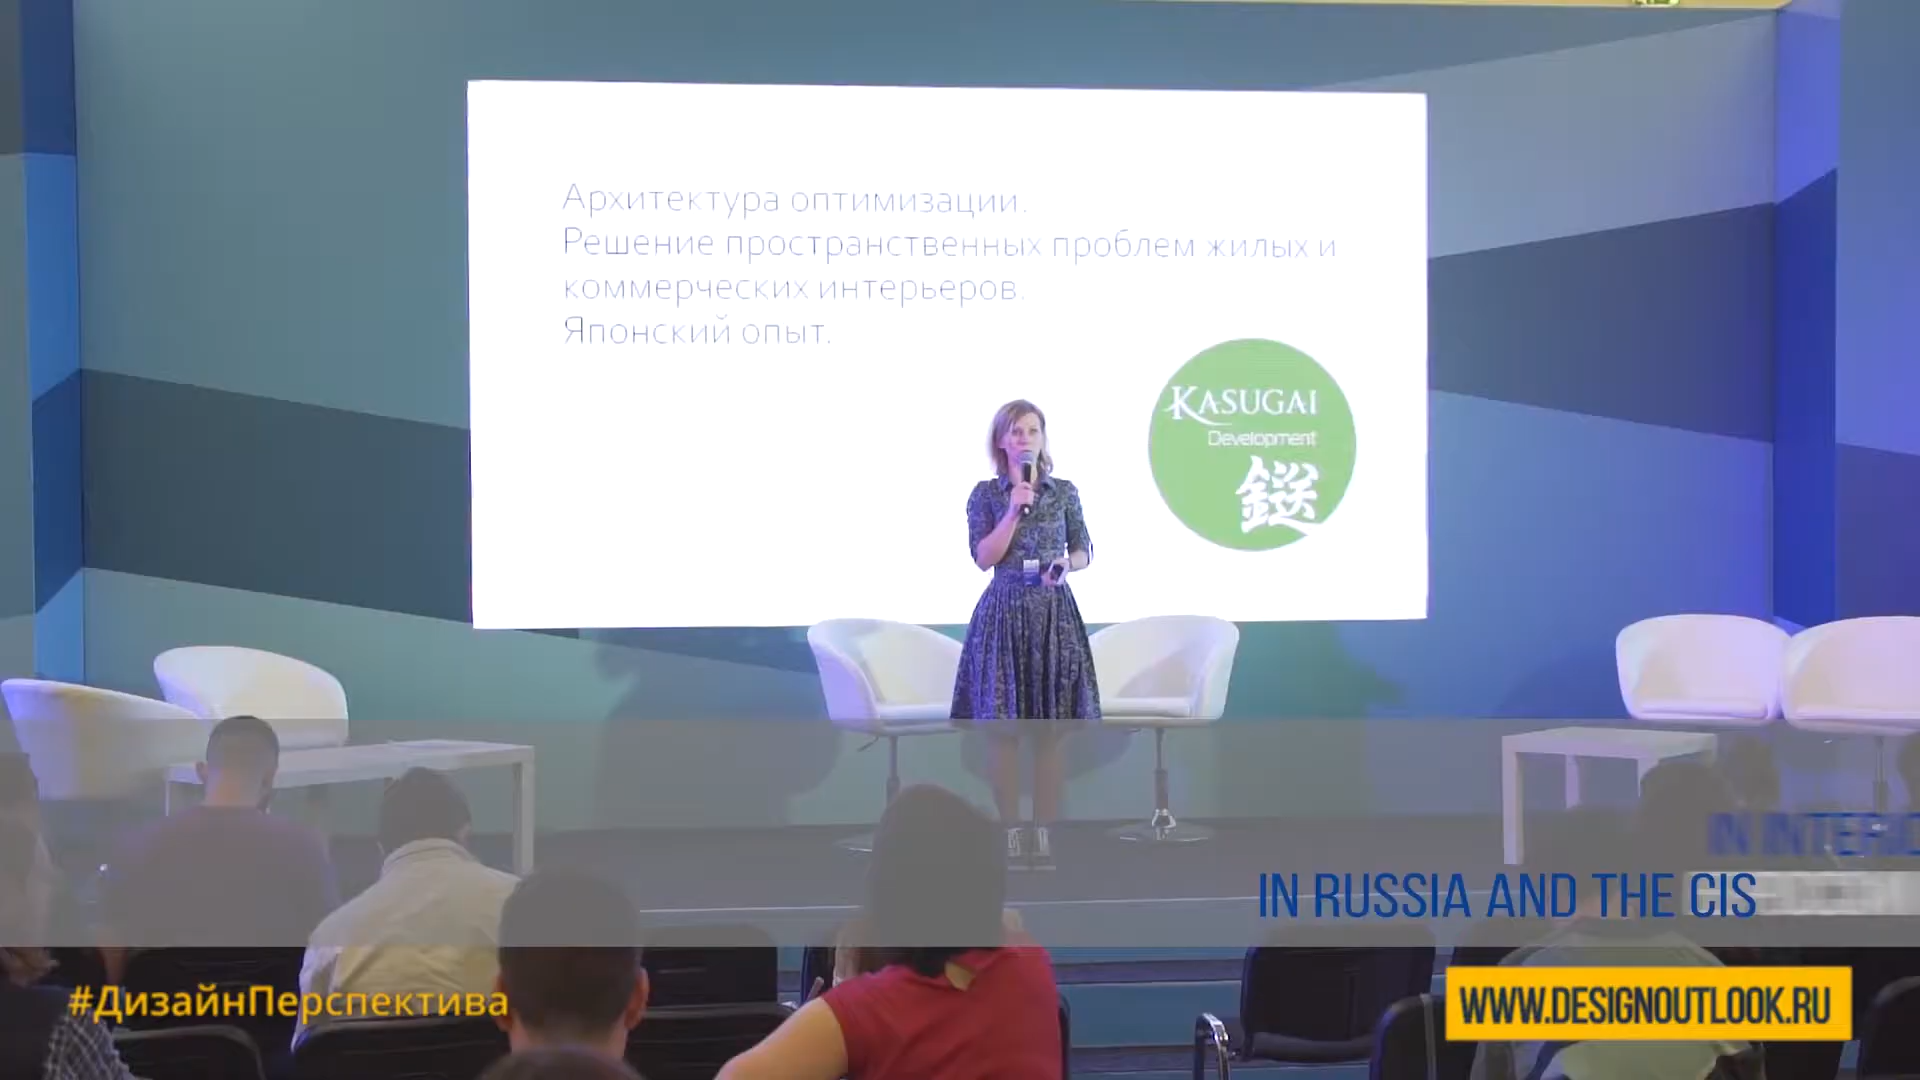 Архитектура оптимизации.
Решение пространственных проблем жилых и
коммерческих интерьеров.
Японский опыт.
KASUGAI
Development
鎹
IN RUSSIA AND THE CIS
#ДизайнПерспектива
WWW.DESIGNOUTLOOK.RU